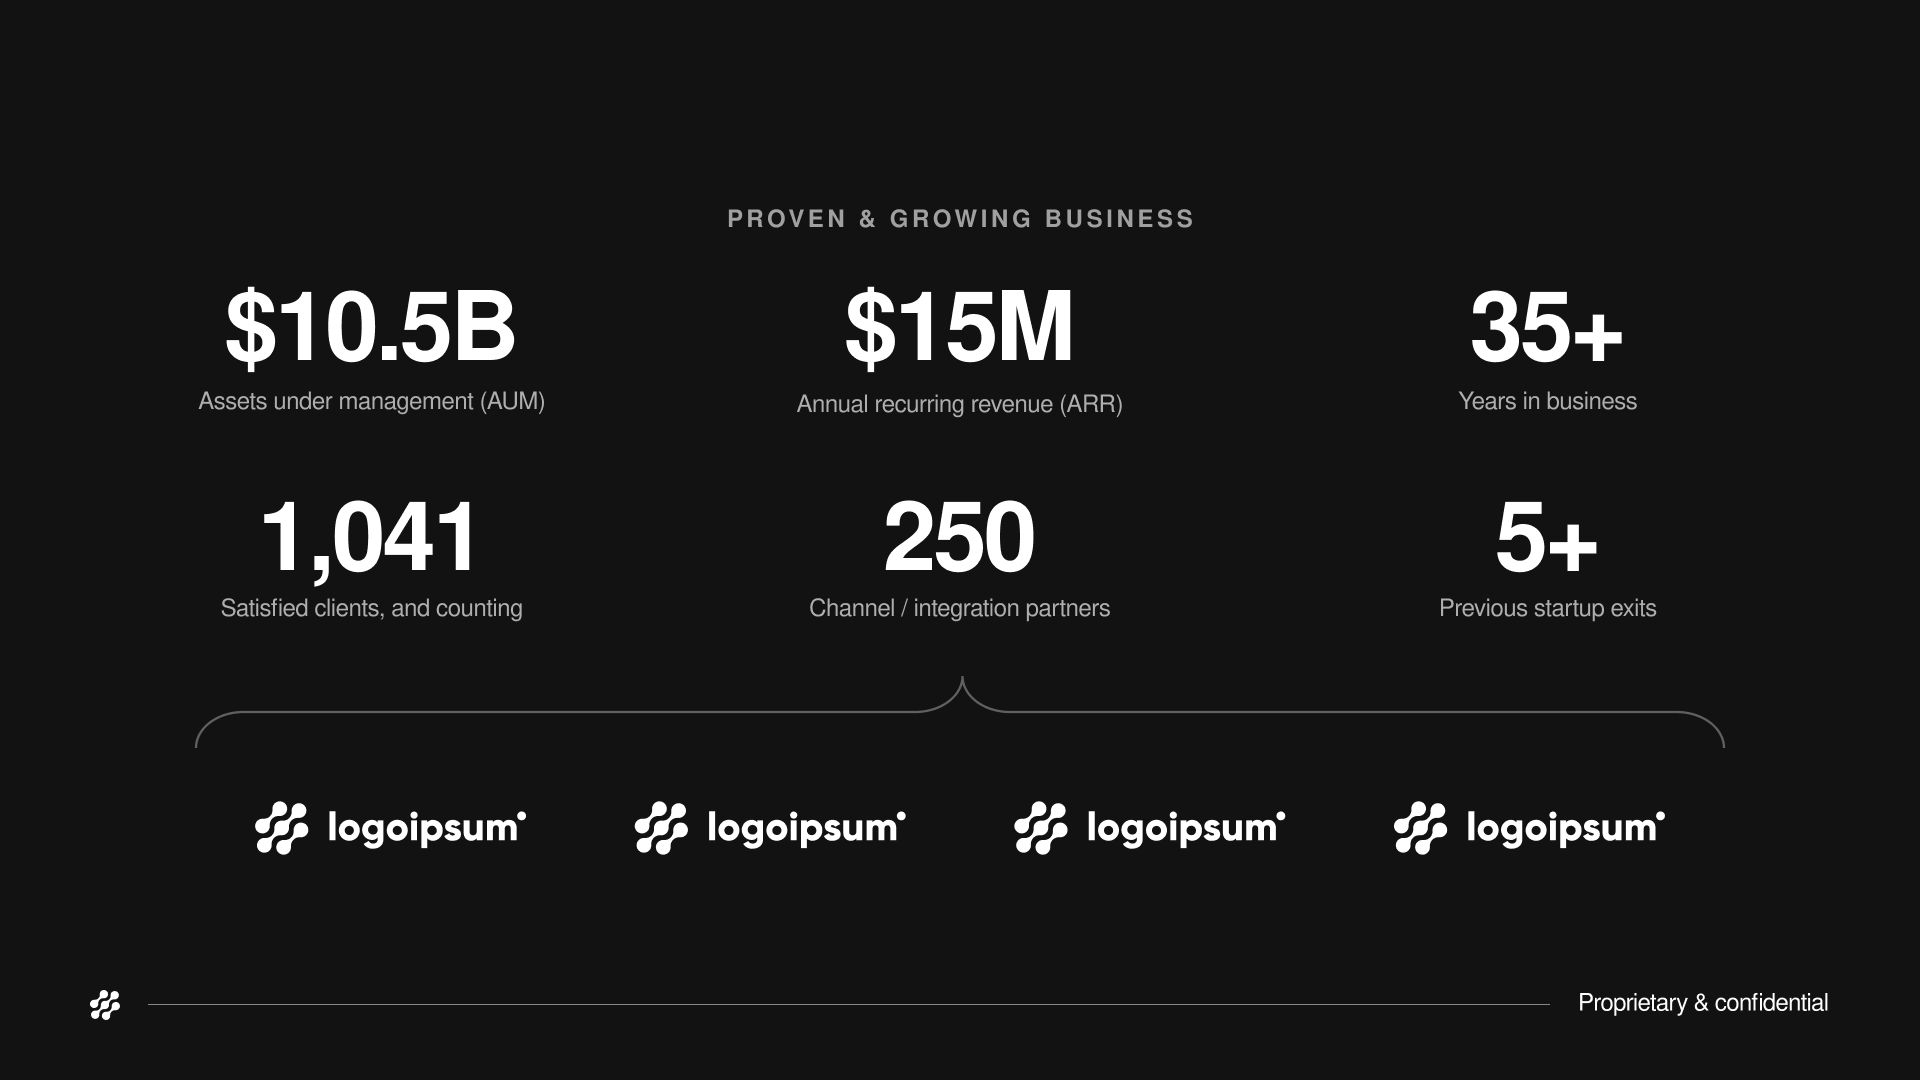 PROVEN & GROWING BUSINESS
$10.5B
Assets under management (AUM)
$15M
Annual recurring revenue (ARR)
35+
Years in business
1,041
Satisfied clients, and counting
250
Channel / integration partners
5+
Previous startup exits
logoipsum
logoipsum
logoipsum
logoipsum
Proprietary & confidential